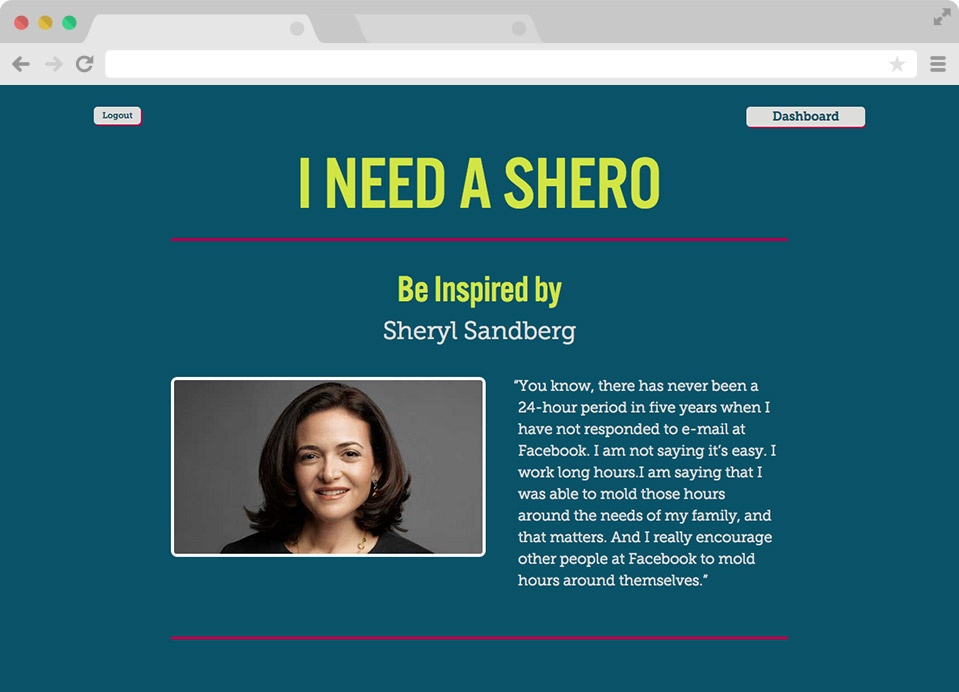 Logout
Dashboard
I NEED A SHERO
Be Inspired by
Sheryl Sandberg
“You know, there has never been a
24-hour period in five years when I
have not responded to e-mail at
Facebook. I am not saying it’s easy. I
work long hours.I am saying that I
was able to mold those hours
around the needs of my family, and
that matters. And I really encourage
other people at Facebook to mold
hours around themselves.”